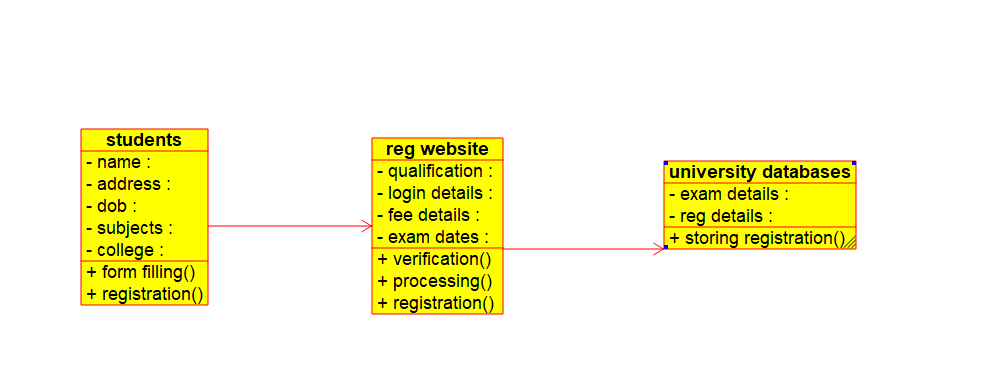 students
- name :
- address :
- dob :
- subjects :
- college :
+ form filling()
+ registration()
reg website
- qualification :
- login details :
- fee details :
- exam dates :
+ verification()
+ processing()
+ registration()
university databases
- exam details :
- reg details :
+ storing registration()